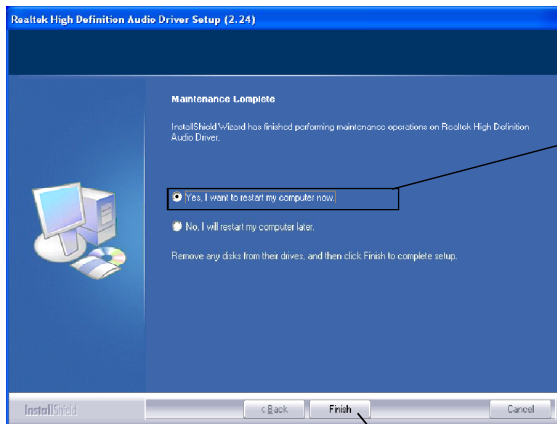 Realtek High Definition Audio Driver Setup (2.24)
Maintenance Complete
InstallShield Wizard has finished performing maintenance operations on Realtek High Definition
Audio Driver.
Yes, I want to restart my computer now.
No, I will restart my computer later.
Remove any disks from their drives, and then click Finish to complete setup.
InstallShield
< Back
Finish
Cancel